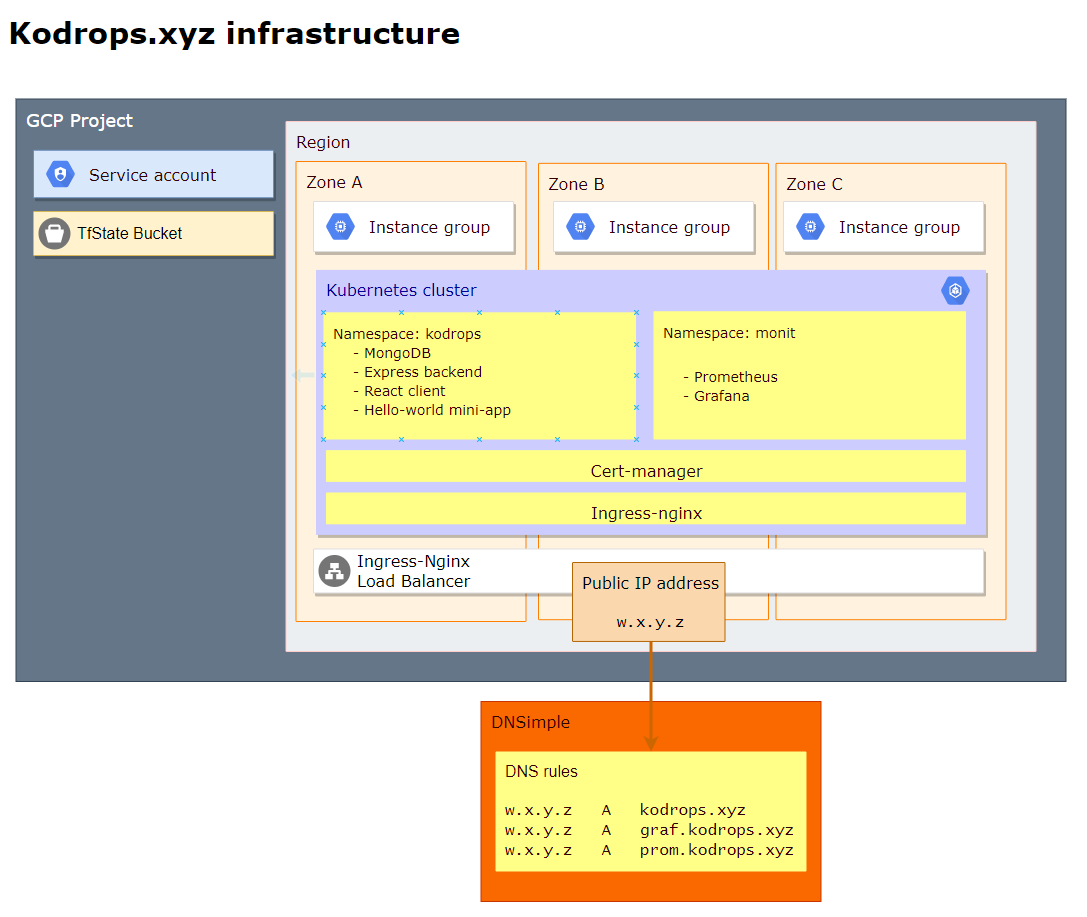 Kodrops.xyz infrastructure
GCP Project
Service account
TfState Bucket
Region
Zone A
Instance group
Zone B
Instance group
Zone C
Instance group
Kubernetes cluster
Namespace: kodrops
- MongoDB
- Express backend
- React client
- Hello-world mini-app
Namespace: monit
- Prometheus
- Grafana
Cert-manager
Ingress-nginx
Ingress-Nginx
Load Balancer
Public IP address
w.x.y.z
DNSimple
DNS rules
w.x.y.z A kodrops.xyz
w.x.y.z A graf.kodrops.xyz
w.x.y.z A prom.kodrops.xyz